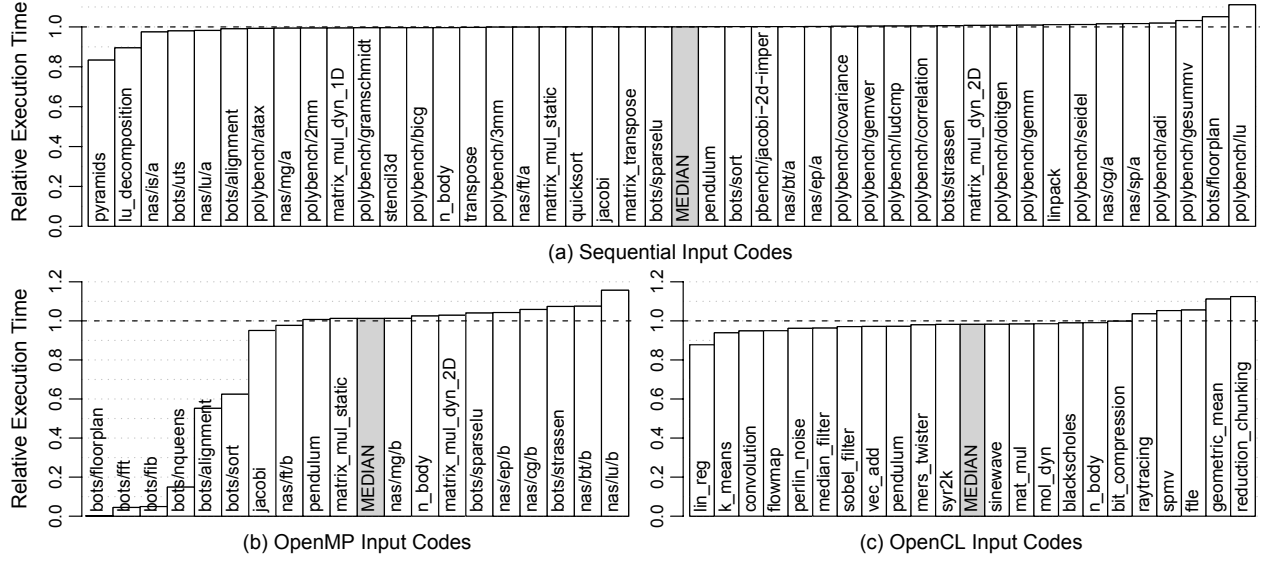 Relative Execution Time
0.0 0.2 0.4 0.6 0.8 1.0
pyramids
lu_decomposition
nas/is/a
bots/uts
nas/lu/a
bots/alignment
polybench/atax
nas/mg/a
polybench/2mm
matrix_mul_dyn_1D
polybench/gramschmidt
stencil3d
polybench/bicg
n_body
transpose
polybench/3mm
nas/ft/a
matrix_mul_static
quicksort
jacobi
matrix_transpose
bots/sparselu
MEDIAN
pendulum
bots/sort
pbench/jacobi-2d-imper
nas/bt/a
nas/ep/a
polybench/covariance
polybench/gemver
polybench/ludcmp
polybench/correlation
bots/strassen
matrix_mul_dyn_2D
polybench/doitgen
polybench/gemm
linpack
polybench/seidel
nas/cg/a
nas/sp/a
polybench/adi
polybench/gesummv
bots/floorplan
polybench/lu
(a) Sequential Input Codes
Relative Execution Time
0.0 0.2 0.4 0.6 0.8 1.0 1.2
bots/floorplan
bots/fft
bots/fib
bots/nqueens
bots/alignment
bots/sort
jacobi
nas/ft/b
pendulum
matrix_mul_static
MEDIAN
nas/mg/b
n_body
matrix_mul_dyn_2D
bots/sparselu
nas/ep/b
nas/cg/b
bots/strassen
nas/bt/b
nas/lu/b
(b) OpenMP Input Codes
0.0 0.2 0.4 0.6 0.8 1.0 1.2
lin_reg
k_means
convolution
flowmap
perlin_noise
median_filter
sobel_filter
vec_add
pendulum
mers_twister
syr2k
MEDIAN
sinewave
mat_mul
mol_dyn
blackscholes
n_body
bit_compression
raytracing
spmv
ftle
geometric_mean
reduction_chunking
(c) OpenCL Input Codes